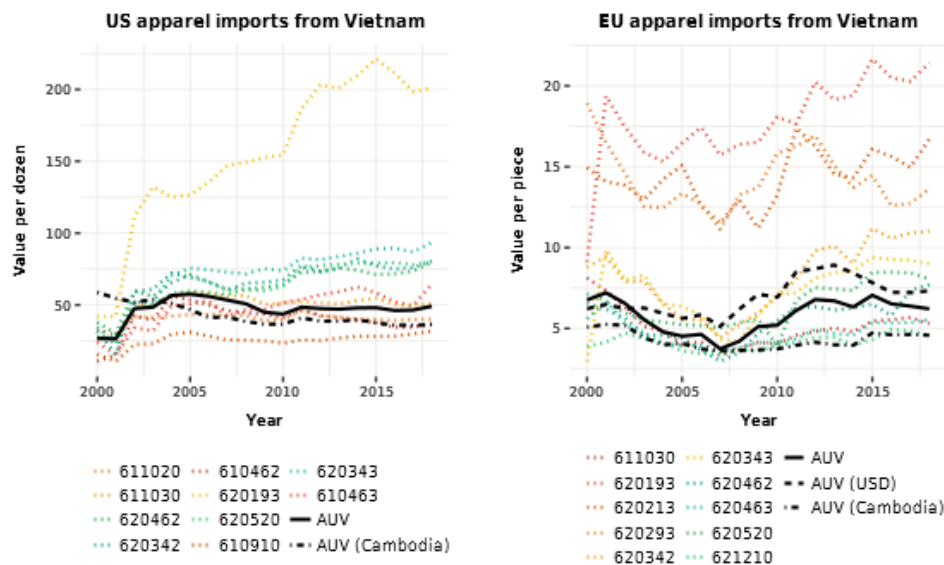 US apparel imports from Vietnam
Value per dozen
200
150
100
50
2000 2005 2010 2015
Year
611020 610462 620343
611030 620193 610463
620462 620520 AUV
620342 610910 AUV (Cambodia)
EU apparel imports from Vietnam
Value per piece
20
15
10
5
2000 2005 2010 2015
Year
611030 620343 AUV
620193 620462 AUV (USD)
620213 620463 AUV (Cambodia)
620293 620520
620342 621210